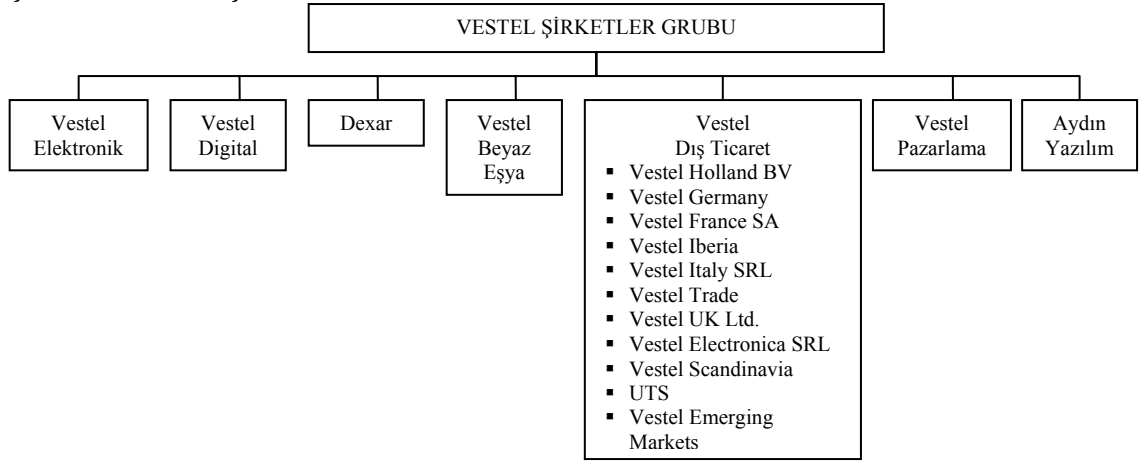 VESTEL ŞİRKETLER GRUBU
Vestel
Elektronik
Vestel
Digital
Dexar
Vestel
Beyaz
Eşya
Vestel
Dış Ticaret
▪ Vestel Holland BV
▪ Vestel Germany
▪ Vestel France SA
▪ Vestel Iberia
▪ Vestel Italy SRL
▪ Vestel Trade
▪ Vestel UK Ltd.
▪ Vestel Electronica SRL
▪ Vestel Scandinavia
▪ UTS
▪ Vestel Emerging
Markets
Vestel
Pazarlama
Aydın
Yazılım